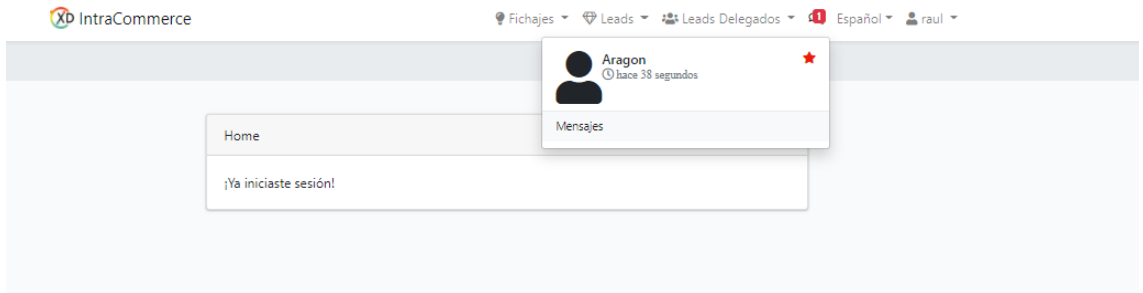 XD IntraCommerce
Fichajes Leads Leads Delegados 1 Español raul
Aragon
hace 38 segundos
Mensajes
Home
¡Ya iniciaste sesión!